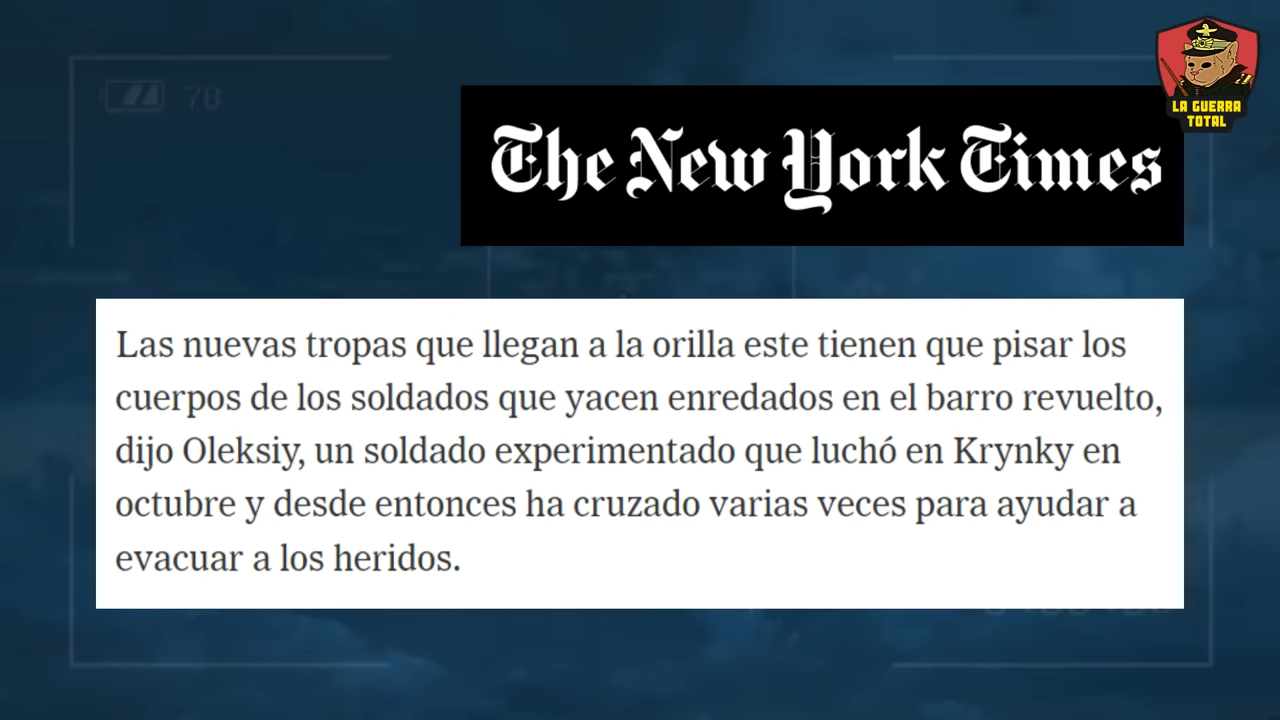 78
The New York Times
LA GUERRA
TOTAL
Las nuevas tropas que llegan a la orilla este tienen que pisar los
cuerpos de los soldados que yacen enredados en el barro revuelto,
dijo Oleksiy, un soldado experimentado que luchó en Krynky en
octubre y desde entonces ha cruzado varias veces para ayudar a
evacuar a los heridos.